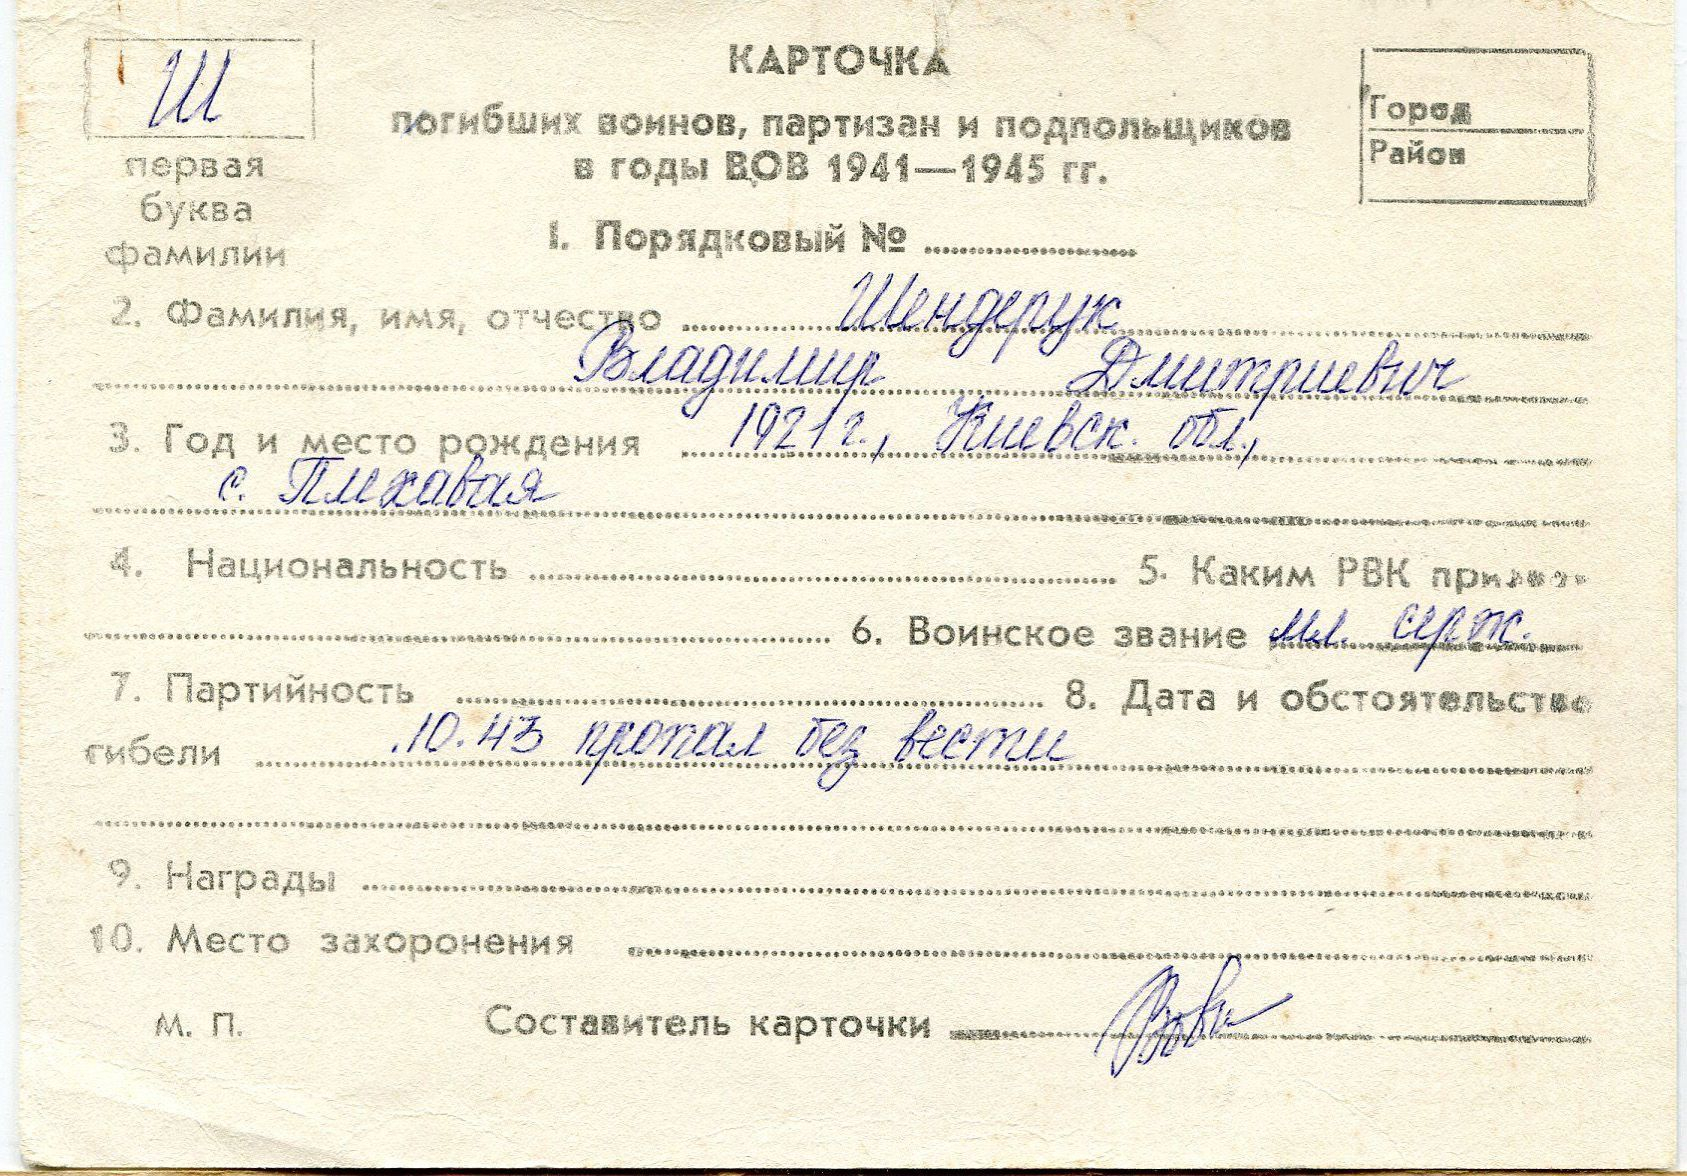 Ш
КАРТОЧКА
погибших воинов, партизан и подпольщиков
в годы ВОВ 1941—1945 гг.
Город
Район
первая
буква
фамилии
1. Порядковый №
2. Фамилия, имя, отчество Шендерук
Владимир Дмитриевич
3. Год и место рождения 1921 г., Киевск. обл.,
с. Плехавая
4. Национальность 5. Каким РВК призван
6. Воинское звание мл. серж.
7. Партийность 8. Дата и обстоятельство
гибели .10.43 пропал без вести
9. Награды
10. Место захоронения
М. П. Составитель карточки